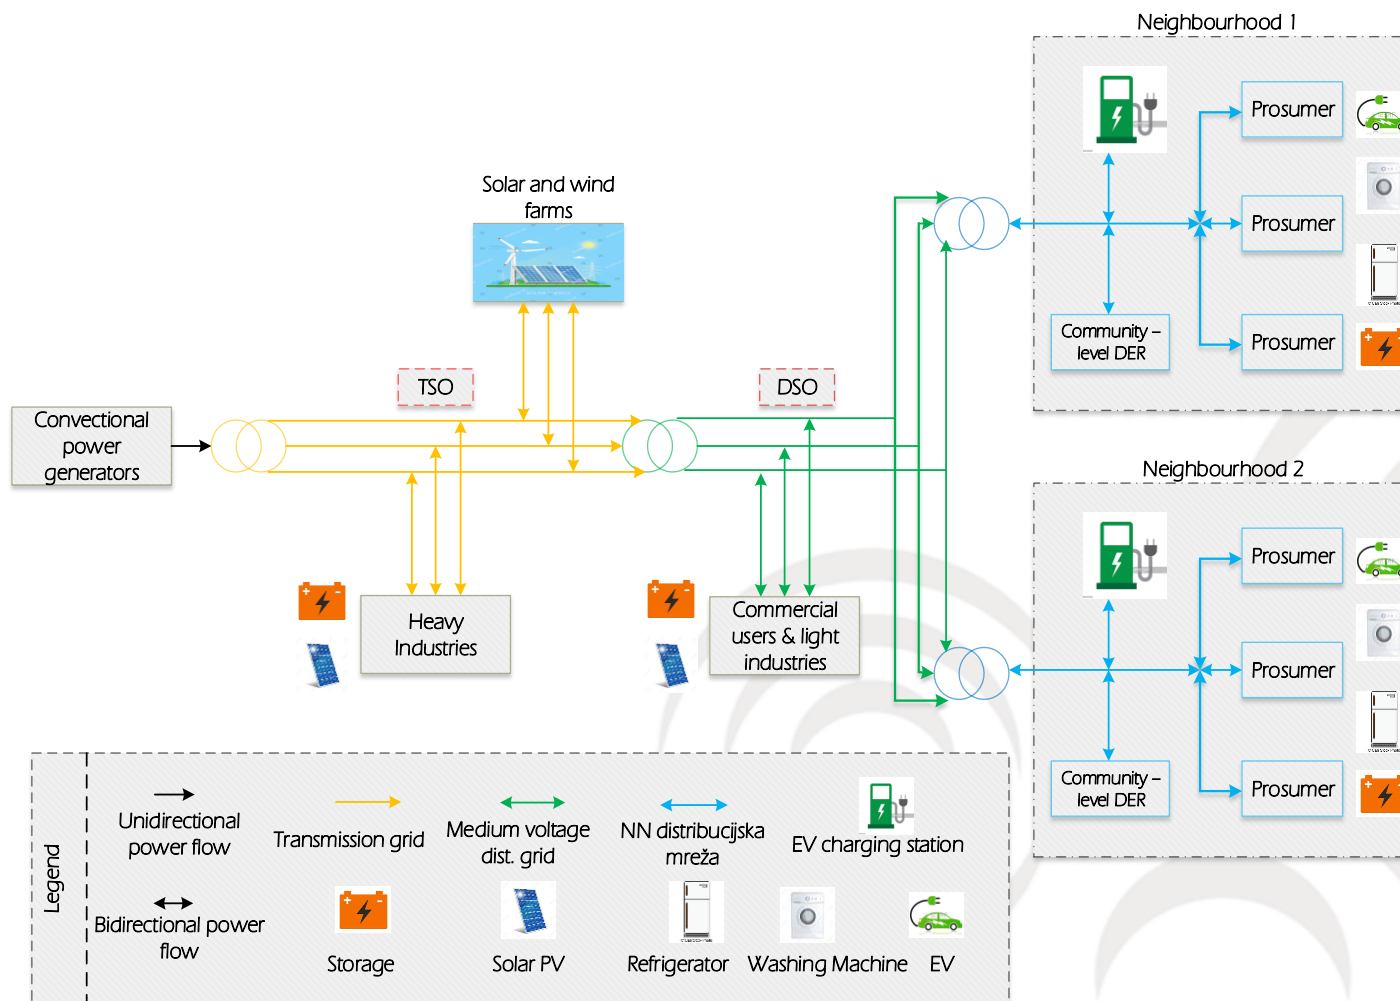 Neighbourhood 1
Prosumer
Prosumer
Community –
level DER
Prosumer
Solar and wind
farms
TSO
DSO
Convectional
power
generators
Heavy
Industries
Commercial
users & light
industries
Neighbourhood 2
Prosumer
Prosumer
Community –
level DER
Prosumer
Legend
Unidirectional
power flow
Transmission grid
Medium voltage
dist. grid
NN distribucijska
mreža
EV charging station
Bidirectional power
flow
Storage
Solar PV
Refrigerator
Washing Machine
EV